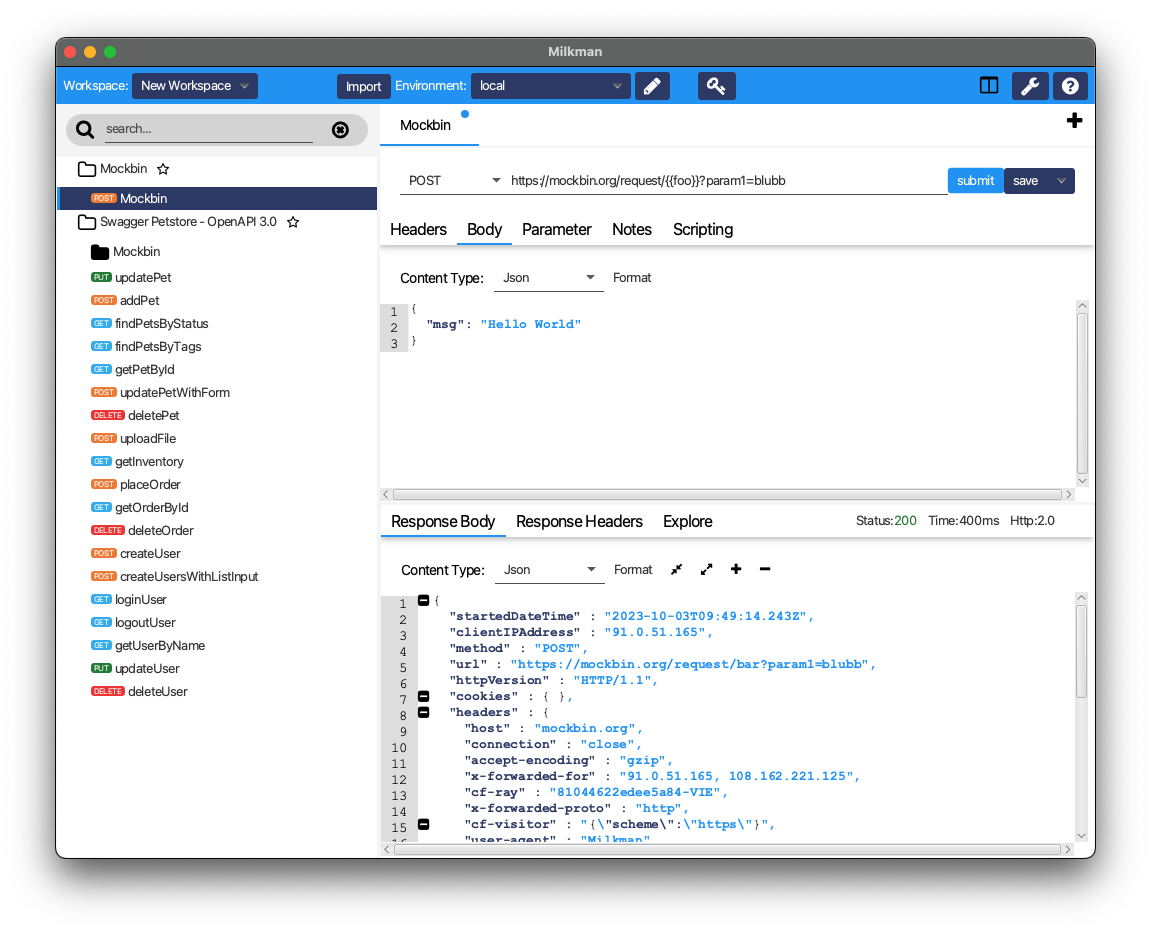 Milkman
Workspace: New Workspace Import Environment: local
search...
Mockbin
POST Mockbin
Swagger Petstore - OpenAPI 3.0
Mockbin
PUT updatePet
POST addPet
GET findPetsByStatus
GET findPetsByTags
GET getPetById
POST updatePetWithForm
DELETE deletePet
POST uploadFile
GET getInventory
POST placeOrder
GET getOrderById
DELETE deleteOrder
POST createUser
POST createUsersWithListInput
GET loginUser
GET logoutUser
GET getUserByName
PUT updateUser
DELETE deleteUser
Mockbin
POST https://mockbin.org/request/{{foo}}?param1=blubb submit save
Headers Body Parameter Notes Scripting
Content Type: Json Format
1 {
2 "msg": "Hello World"
3 }
Response Body Response Headers Explore Status:200 Time:400ms Http:2.0
Content Type: Json Format
1 {
2 "startedDateTime" : "2023-10-03T09:49:14.243Z",
3 "clientIPAddress" : "91.0.51.165",
4 "method" : "POST",
5 "url" : "https://mockbin.org/request/bar?param1=blubb",
6 "httpVersion" : "HTTP/1.1",
7 "cookies" : { },
8 "headers" : {
9 "host" : "mockbin.org",
10 "connection" : "close",
11 "accept-encoding" : "gzip",
12 "x-forwarded-for" : "91.0.51.165, 108.162.221.125",
13 "cf-ray" : "81044622edee5a84-VIE",
14 "x-forwarded-proto" : "http",
15 "cf-visitor" : "{\"scheme\":\"https\"}",
16 "user-agent" : "Milkman"